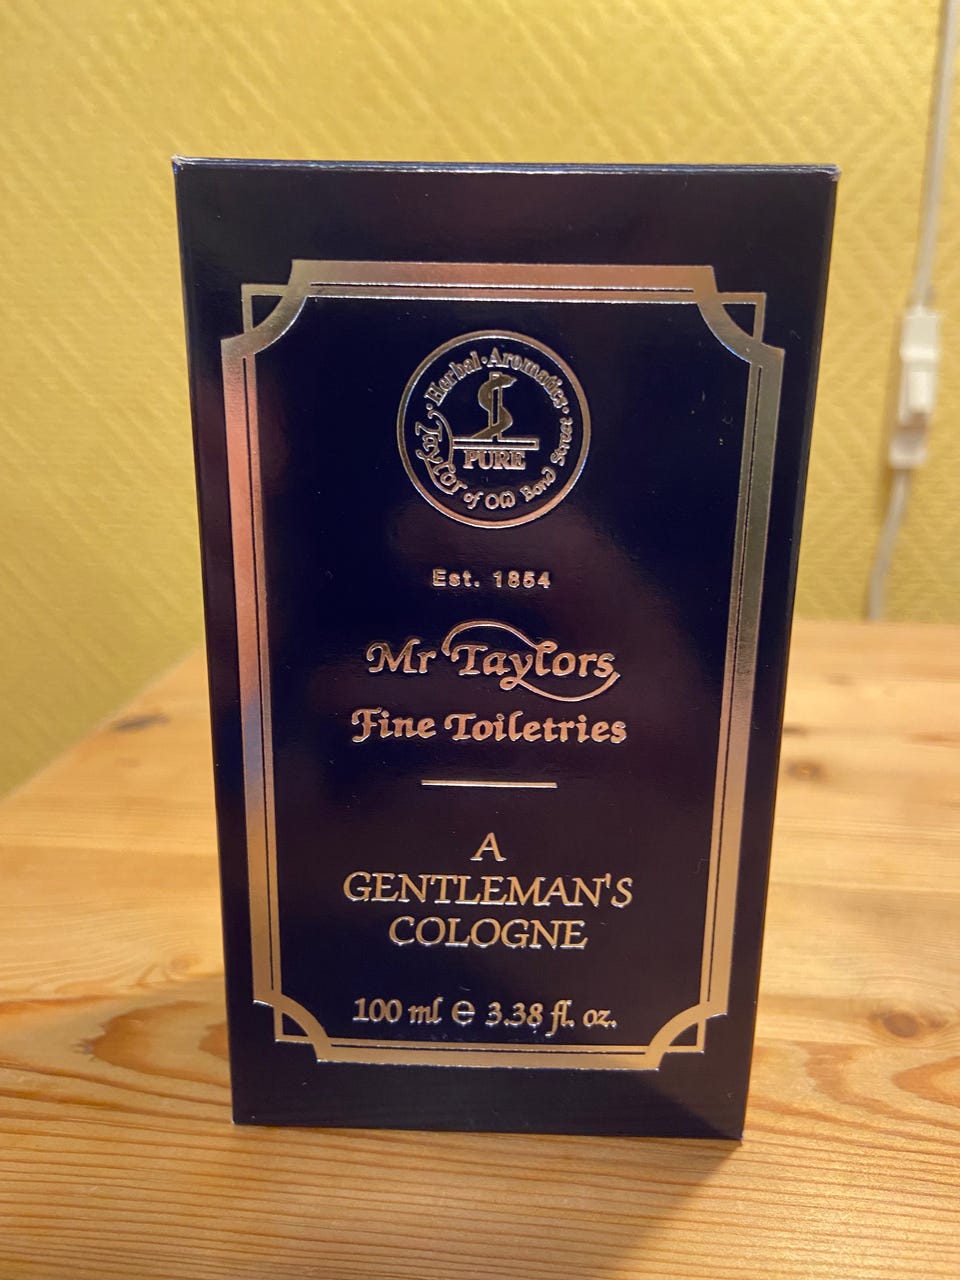 Herbal · Aromatics ·
Taylor of Old Bond Street
PURE
Est. 1854
Mr Taylors
Fine Toiletries
A
GENTLEMAN'S
COLOGNE
100 ml ℮ 3.38 fl. oz.